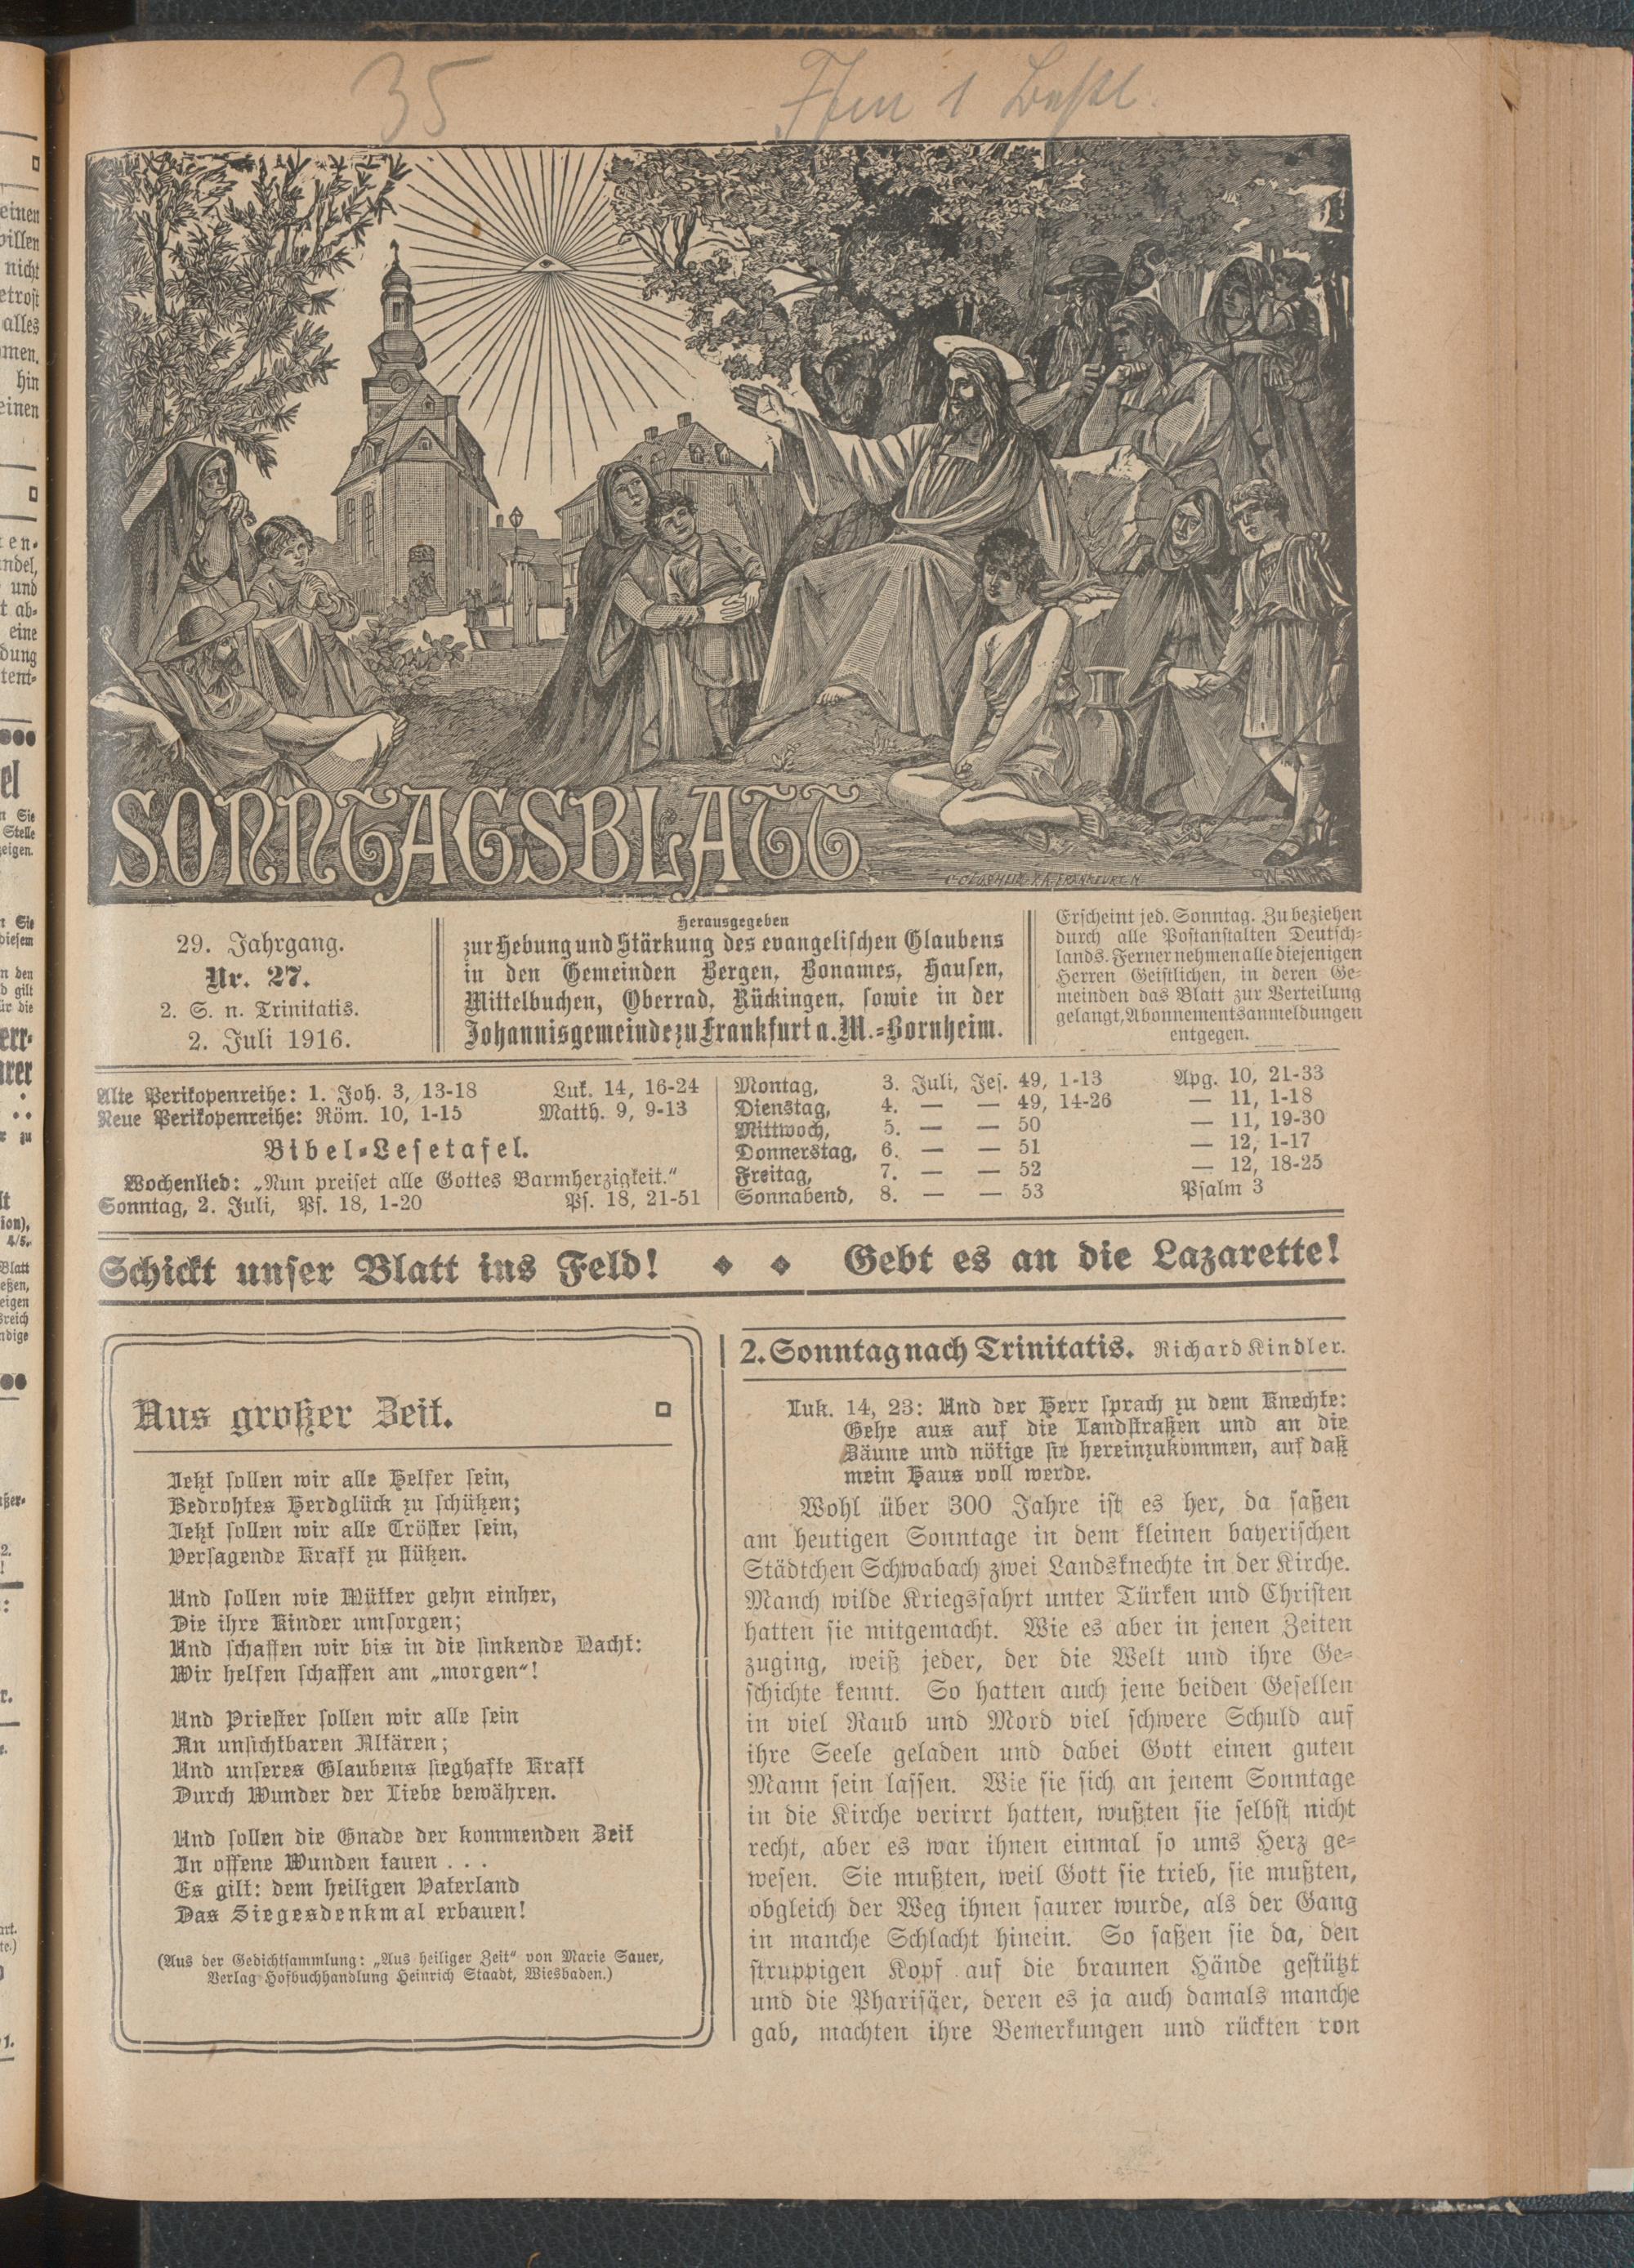 35
SONNTAGSBLATT
29. Jahrgang.
Nr. 27.
2. S. n. Trinitatis.
2. Juli 1916.
Herausgegeben
zur Hebung und Stärkung des evangelischen Glaubens
in den Gemeinden Bergen, Bonames, Hausen,
Mittelbuchen, Oberrad, Rückingen, sowie in der
Johannisgemeinde zu Frankfurt a. M.=Bornheim.
Erscheint jed. Sonntag. Zu beziehen
durch alle Postanstalten Deutsch=
lands. Ferner nehmen alle diejenigen
Herren Geistlichen, in deren Ge=
meinden das Blatt zur Verteilung
gelangt, Abonnementsanmeldungen
entgegen.
Alte Perikopenreihe: 1. Joh. 3, 13-18 Luk. 14, 16-24
Neue Perikopenreihe: Röm. 10, 1-15 Matth. 9, 9-13
Bibel=Lesetafel.
Wochenlied: „Nun preiset alle Gottes Barmherzigkeit.“
Sonntag, 2. Juli, Ps. 18, 1-20 Ps. 18, 21-51
Montag, 3. Juli, Jes. 49, 1-13 Apg. 10, 21-33
Dienstag, 4. — — 49, 14-26 — 11, 1-18
Mittwoch, 5. — — 50 — 11, 19-30
Donnerstag, 6. — — 51 — 12, 1-17
Freitag, 7. — — 52 — 12, 18-25
Sonnabend, 8. — — 53 Psalm 3
Schickt unser Blatt ins Feld! Gebt es an die Lazarette!
Aus großer Zeit.
Jetzt sollen wir alle Helfer sein,
Bedrohtes Herdglück zu schützen;
Jetzt sollen wir alle Tröster sein,
Versagende Kraft zu stützen.
Und sollen wie Mütter gehn einher,
Die ihre Kinder umsorgen;
Und schaffen wir bis in die sinkende Nacht:
Wir helfen schaffen am „morgen“!
Und Priester sollen wir alle sein
An unsichtbaren Altären;
Und unseres Glaubens sieghafte Kraft
Durch Wunder der Liebe bewähren.
Und sollen die Gnade der kommenden Zeit
In offene Wunden tauen . . .
Es gilt: dem heiligen Vaterland
Das Siegesdenkmal erbauen!
(Aus der Gedichtsammlung: „Aus heiliger Zeit“ von Marie Sauer,
Verlag Hofbuchhandlung Heinrich Staadt, Wiesbaden.)
2. Sonntag nach Trinitatis. Richard Kindler.
Luk. 14, 23: Und der Herr sprach zu dem Knechte:
Gehe aus auf die Landstraßen und an die
Zäune und nötige sie hereinzukommen, auf daß
mein Haus voll werde.
Wohl über 300 Jahre ist es her, da saßen
am heutigen Sonntage in dem kleinen bayerischen
Städtchen Schwabach zwei Landsknechte in der Kirche.
Manch wilde Kriegsfahrt unter Türken und Christen
hatten sie mitgemacht. Wie es aber in jenen Zeiten
zuging, weiß jeder, der die Welt und ihre Ge=
schichte kennt. So hatten auch jene beiden Gesellen
in viel Raub und Mord viel schwere Schuld auf
ihre Seele geladen und dabei Gott einen guten
Mann sein lassen. Wie sie sich an jenem Sonntage
in die Kirche verirrt hatten, wußten sie selbst nicht
recht, aber es war ihnen einmal so ums Herz ge=
wesen. Sie mußten, weil Gott sie trieb, sie mußten,
obgleich der Weg ihnen saurer wurde, als der Gang
in manche Schlacht hinein. So saßen sie da, den
struppigen Kopf auf die braunen Hände gestützt
und die Pharisäer, deren es ja auch damals manche
gab, machten ihre Bemerkungen und rückten von